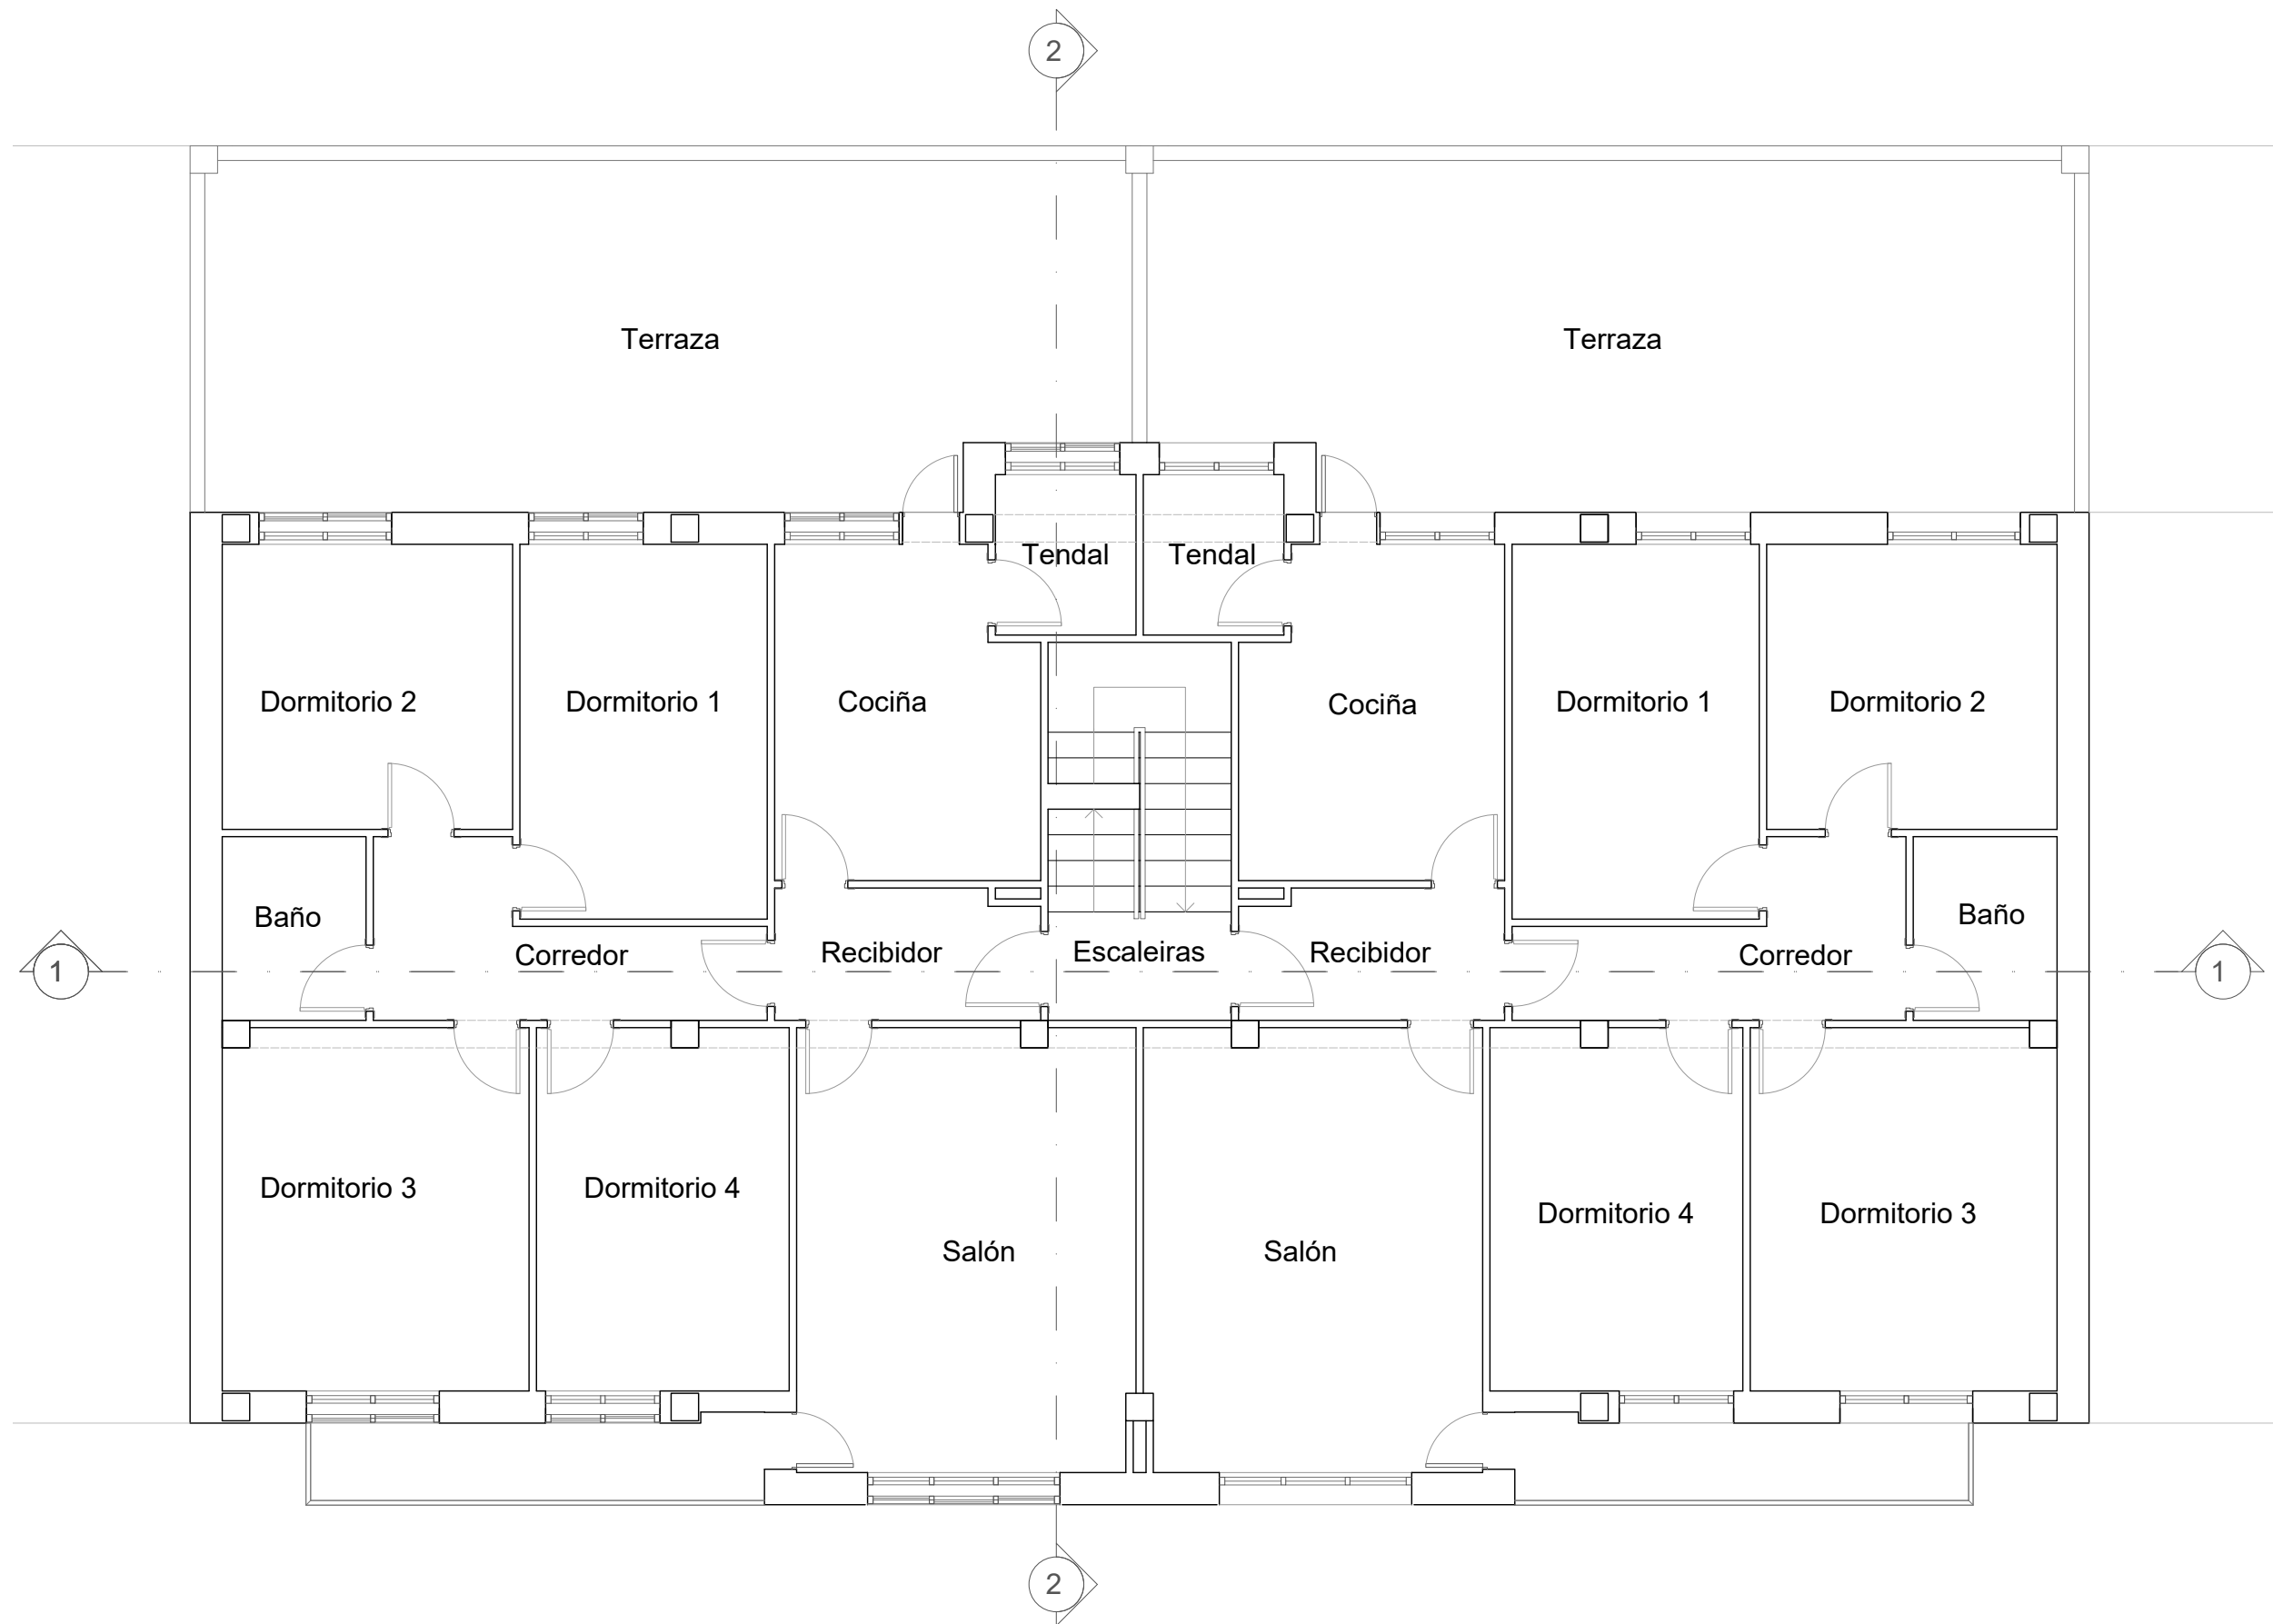 2
Terraza
Terraza
Tendal
Tendal
Dormitorio 2
Dormitorio 1
Cociña
Cociña
Dormitorio 1
Dormitorio 2
Baño
Baño
Corredor
Recibidor
Escaleiras
Recibidor
Corredor
1
1
Dormitorio 3
Dormitorio 4
Dormitorio 4
Dormitorio 3
Salón
Salón
2